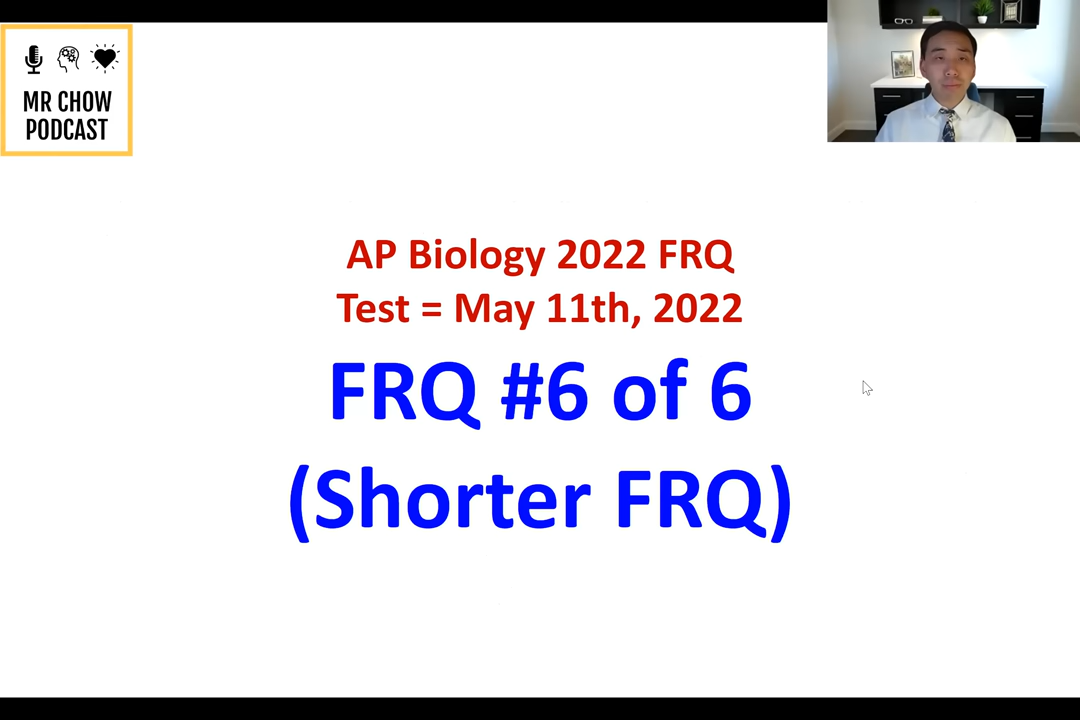 MR CHOW
PODCAST
AP Biology 2022 FRQ
Test = May 11th, 2022
FRQ #6 of 6
(Shorter FRQ)